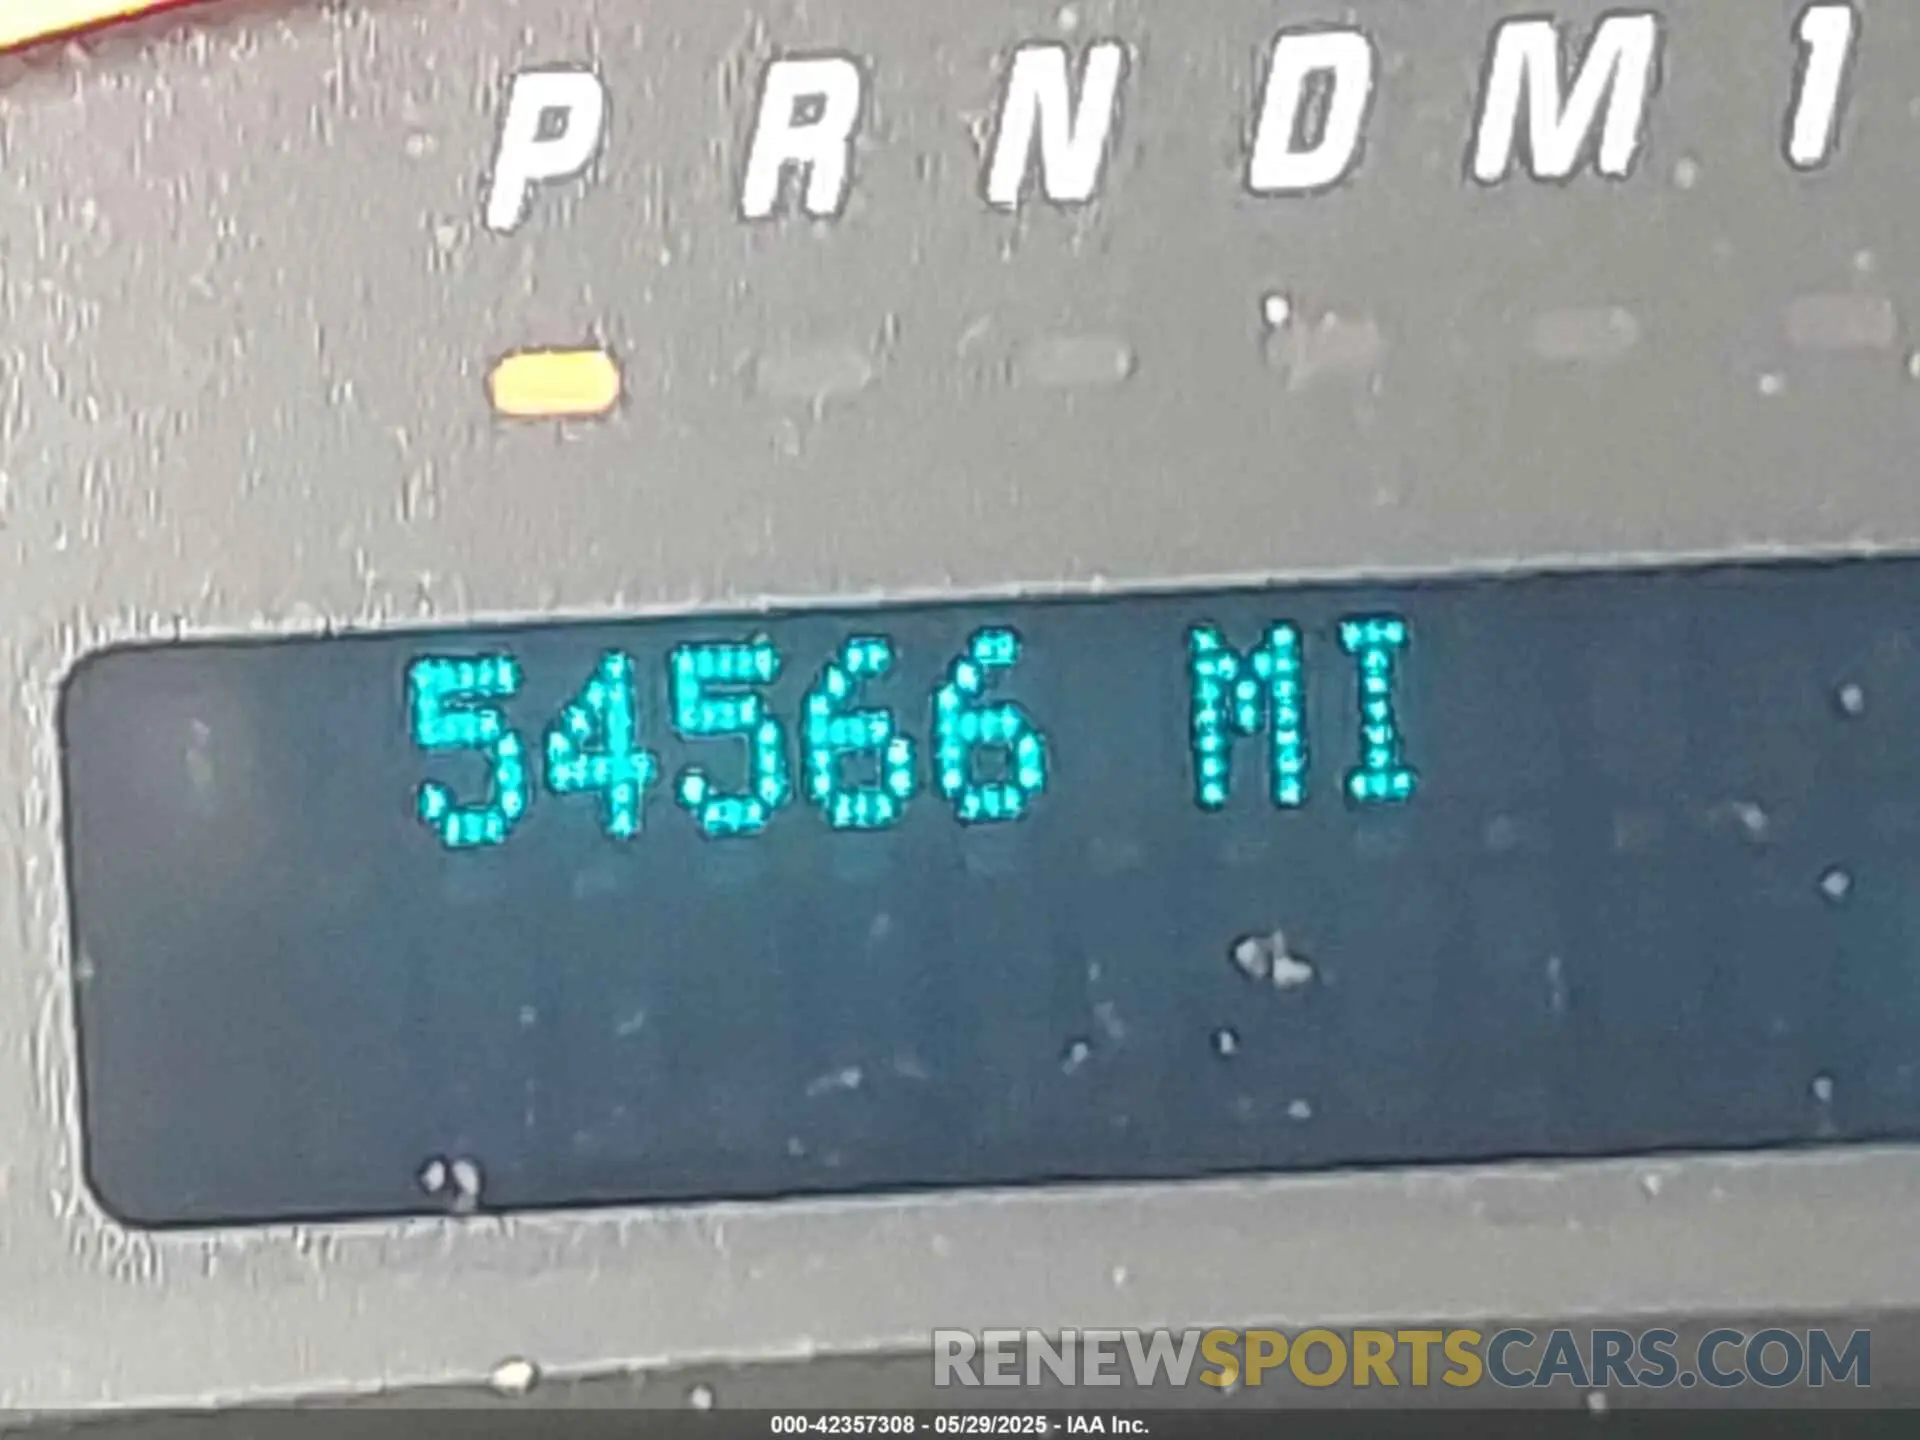 P R N D M 1
54566 MI
RENEWSPORTSCARS.COM
000-42357308 - 05/29/2025 - IAA Inc.